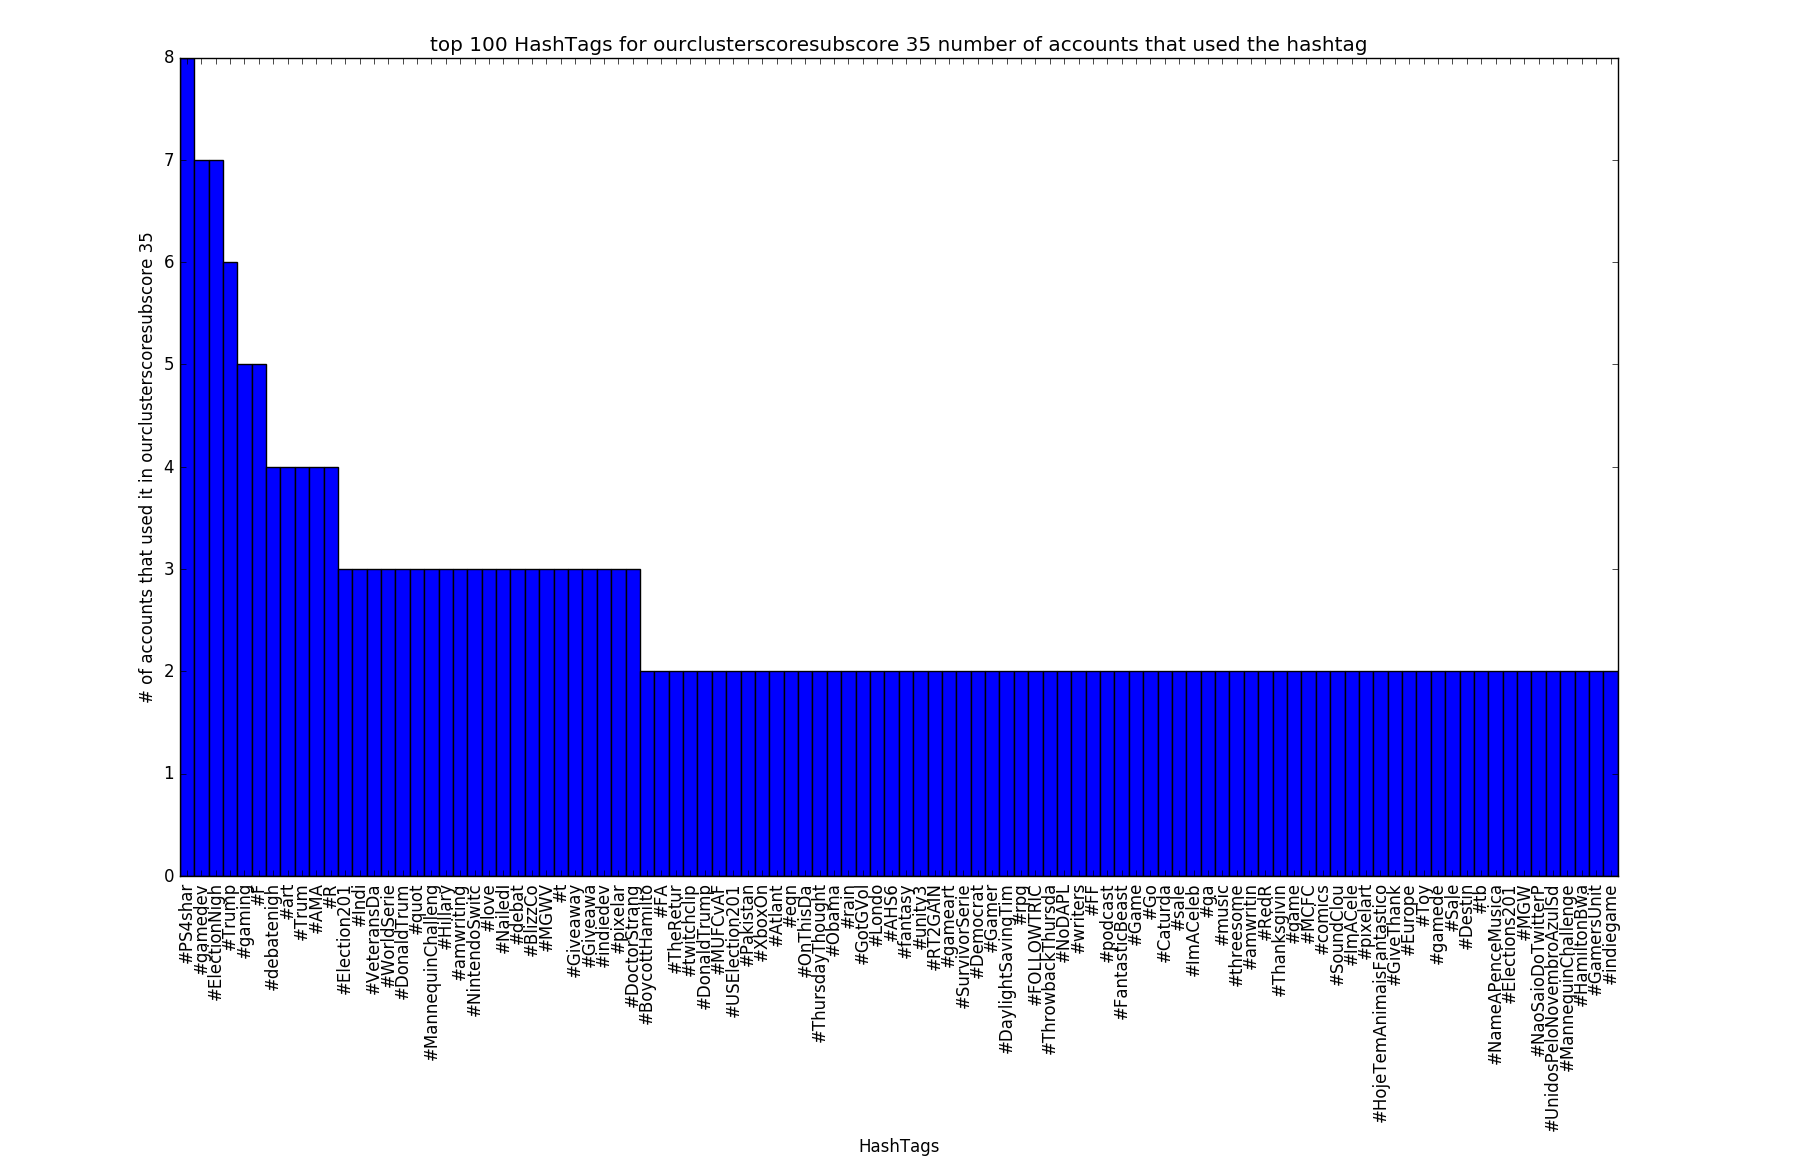 top 100 HashTags for ourclusterscoresubscore 35 number of accounts that used the hashtag
# of accounts that used it in ourclusterscoresubscore 35
8
7
6
5
4
3
2
1
0
#PS4shar
#gamedev
#ElectionNigh
#Trump
#gaming
#F
#debatenigh
#art
#Trum
#AMA
#R
#Election201
#Indi
#VeteransDa
#WorldSerie
#DonaldTrum
#quot
#MannequinChalleng
#Hillary
#amwriting
#NintendoSwitc
#love
#Nailedi
#debat
#BlizzCo
#MGWV
#t
#Giveaway
#Giveawa
#indiedev
#pixelar
#DoctorStrang
#BoycottHamilto
#FA
#TheRetur
#twitchclip
#DonaldTrump
#MUFCvAF
#USElection201
#Pakistan
#XboxOn
#Atlant
#eqn
#OnThisDa
#ThursdayThought
#Obama
#rain
#GotGVol
#Londo
#AHS6
#fantasy
#unity3
#RT2GAIN
#gameart
#SurvivorSerie
#Democrat
#Gamer
#DaylightSavingTim
#rpg
#FOLLOWTRIC
#ThrowbackThursda
#NoDAPL
#writers
#FF
#podcast
#FantasticBeast
#Game
#Go
#Caturda
#sale
#ImACeleb
#ga
#music
#threesome
#amwritin
#RedR
#Thanksgivin
#game
#MCFC
#comics
#SoundClou
#ImACele
#pixelart
#HojeTemAnimaisFantastico
#GiveThank
#Europe
#Toy
#gamede
#Sale
#Destin
#tb
#NameAPenceMusica
#Elections201
#MGW
#NaoSaioDoTwitterP
#UnidosPeloNovembroAzulSd
#MannequinChallenge
#HamiltonBwa
#GamersUnit
#indiegame
HashTags